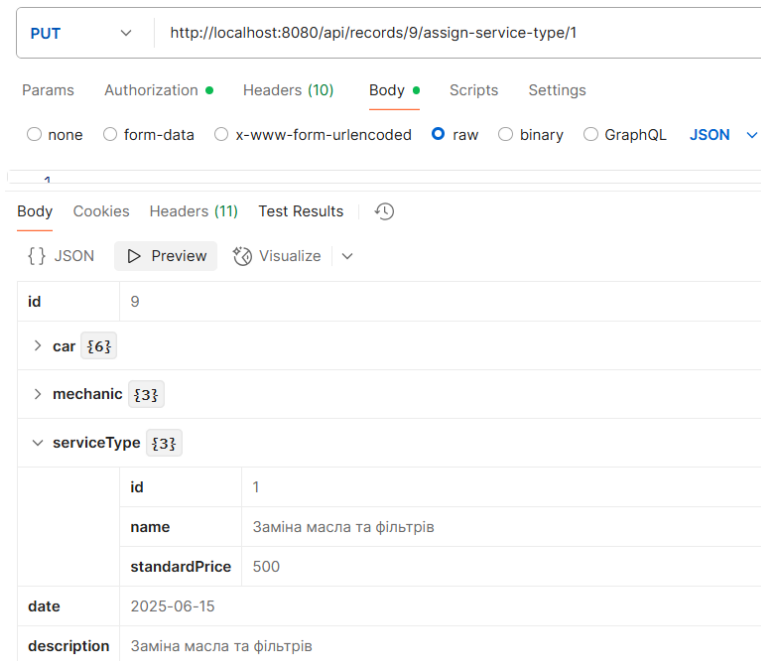 PUT http://localhost:8080/api/records/9/assign-service-type/1
Params Authorization Headers (10) Body Scripts Settings
none form-data x-www-form-urlencoded raw binary GraphQL JSON
1
Body Cookies Headers (11) Test Results
{} JSON Preview Visualize
id 9
car {6}
mechanic {3}
serviceType {3}
id 1
name Заміна масла та фільтрів
standardPrice 500
date 2025-06-15
description Заміна масла та фільтрів